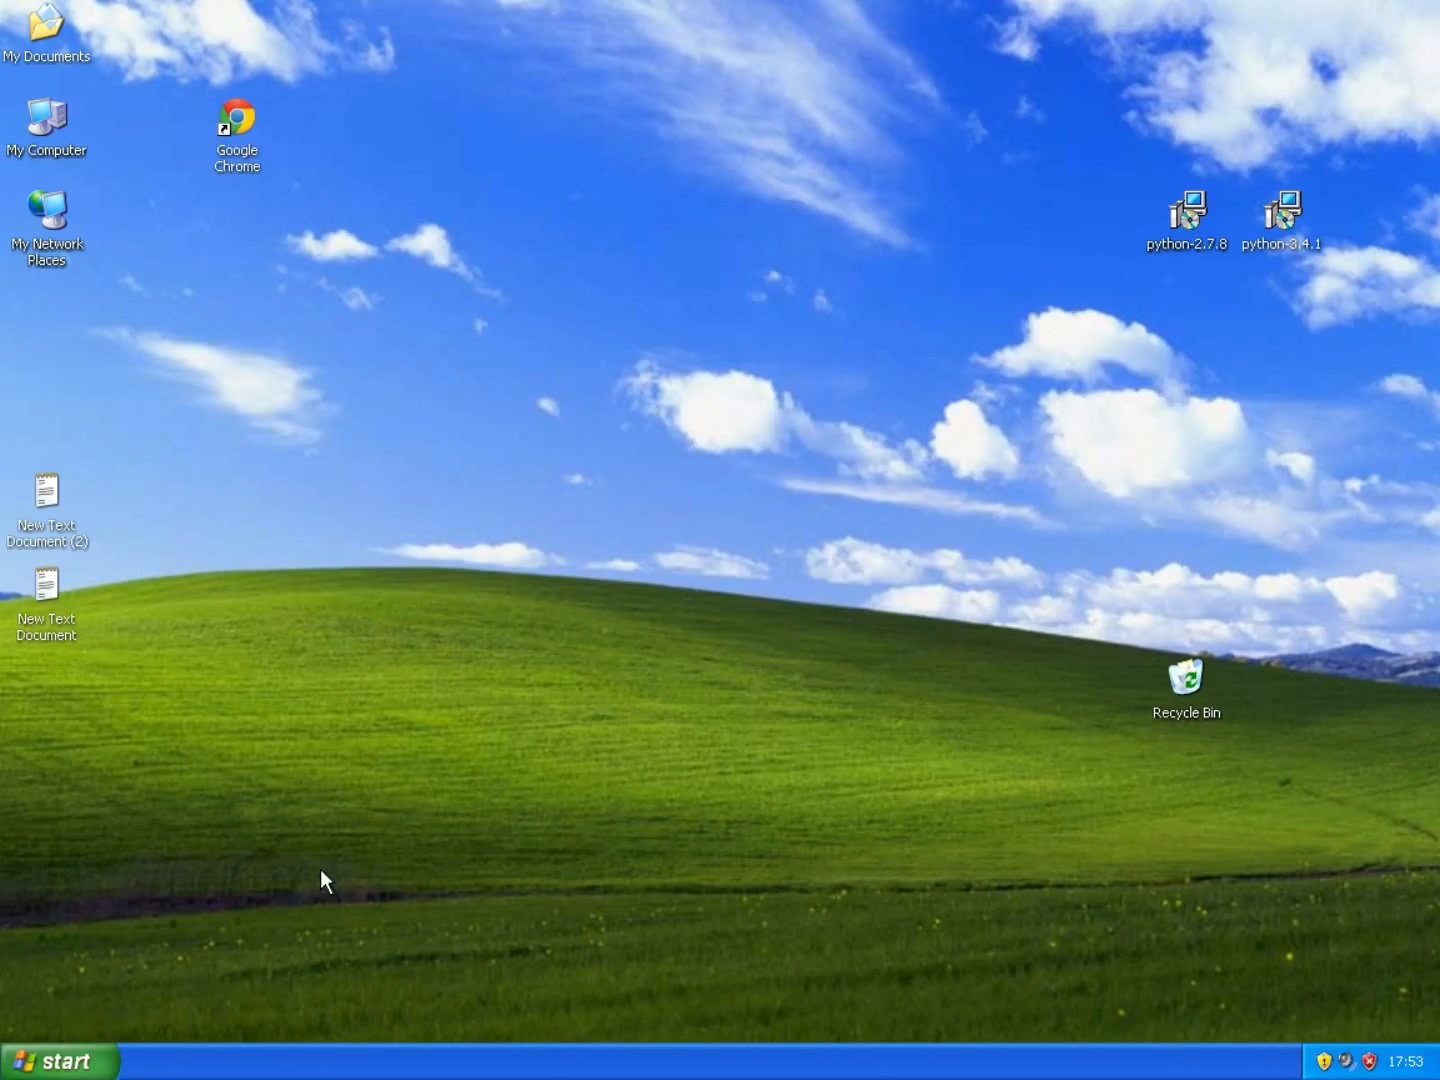 My Documents
My Computer
Google
Chrome
My Network
Places
python-2.7.8
python-3.4.1
New Text
Document (2)
New Text
Document
Recycle Bin
start
17:53